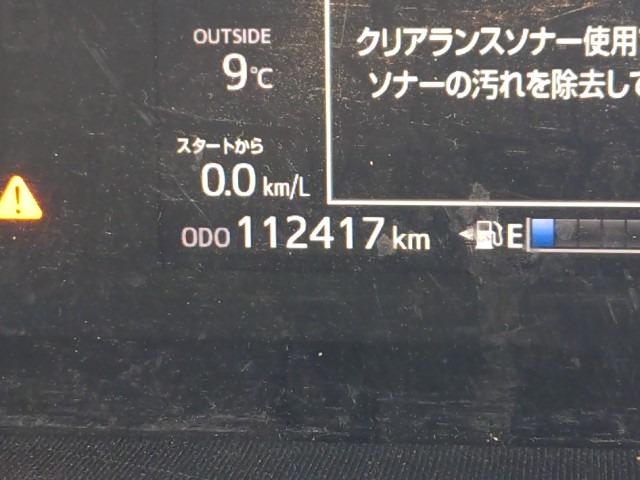 OUTSIDE
9°C
クリアランスソナー使用
ソナーの汚れを除去して
スタートから
0.0 km/L
ODO 112417 km
E